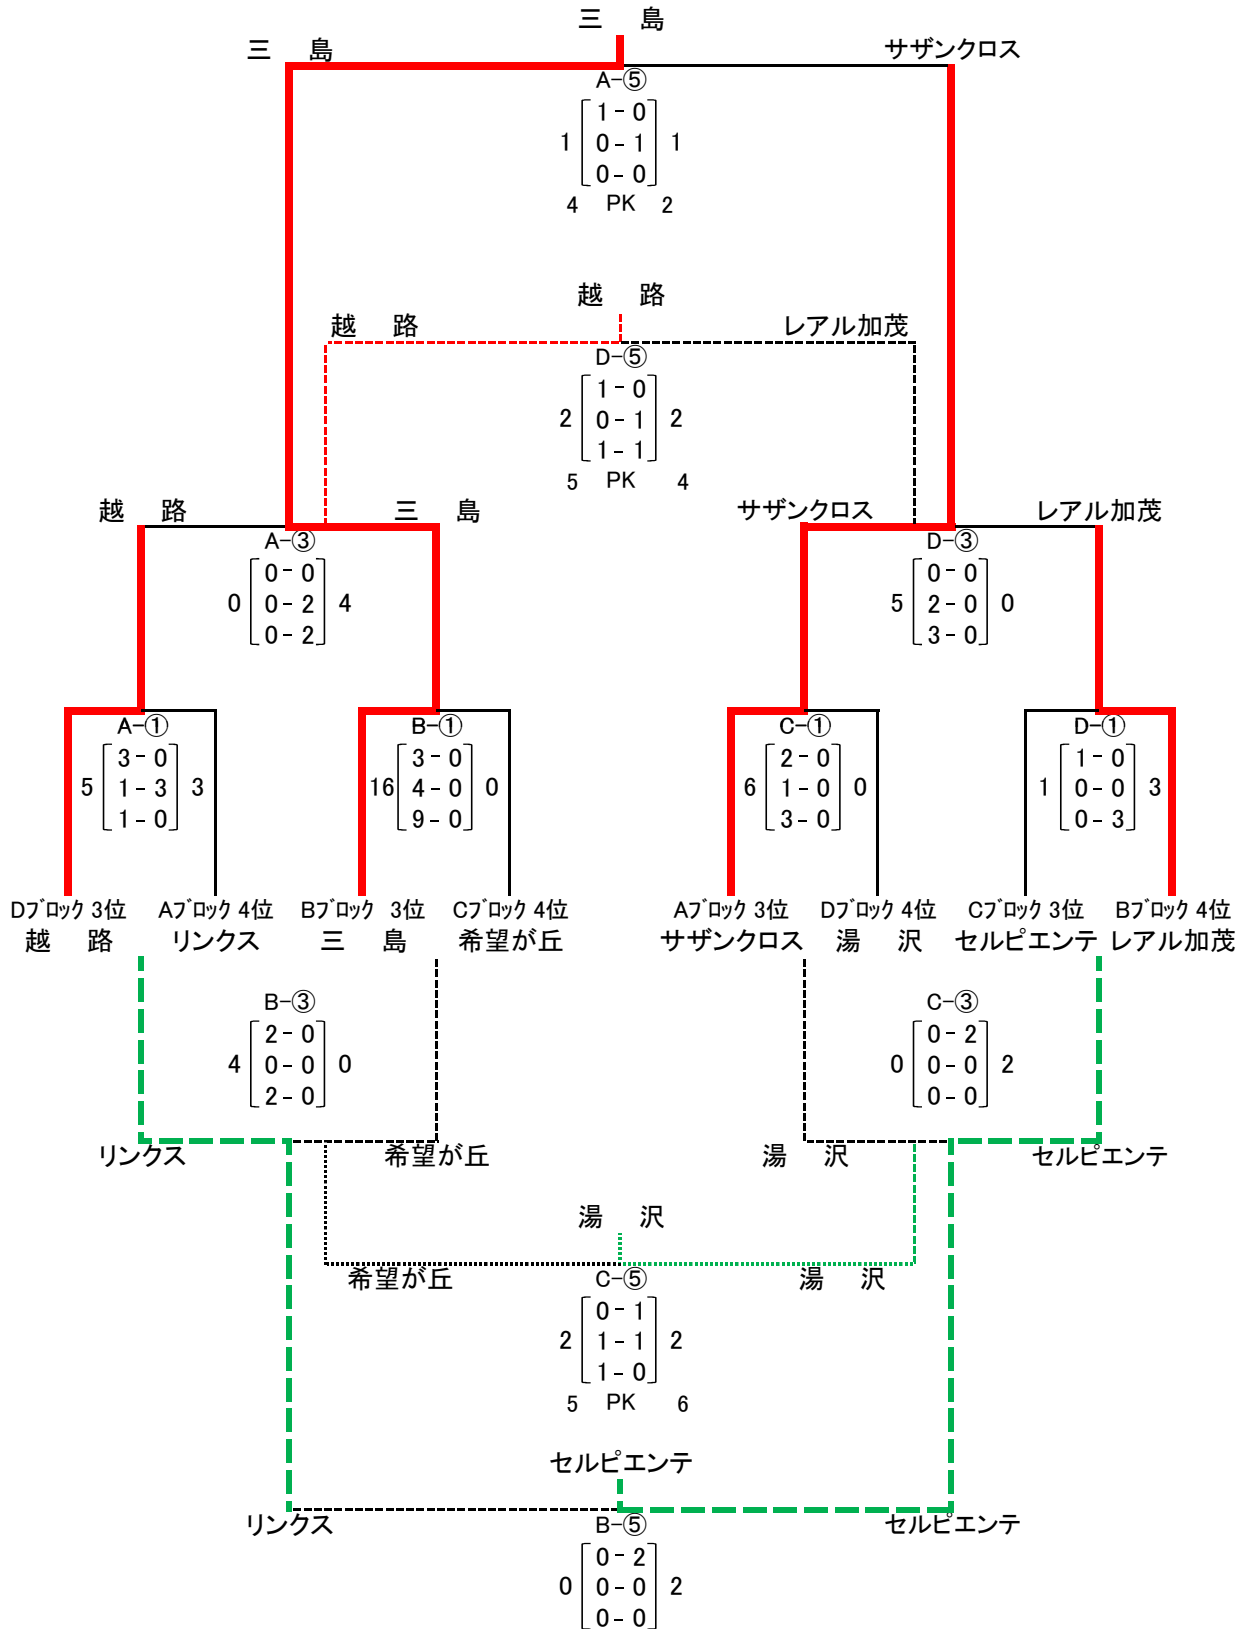 三 島
三 島 サザンクロス
A-⑤
1-0
1 0-1 1
0-0
4 PK 2
越 路
越 路 レアル加茂
D-⑤
1-0
2 0-1 2
1-1
5 PK 4
越 路 三 島 サザンクロス レアル加茂
A-③ D-③
0-0 0-0
0 0-2 4 5 2-0 0
0-2 3-0
A-① B-① C-① D-①
3-0 3-0 2-0 1-0
5 1-3 3 16 4-0 0 6 1-0 0 1 0-0 3
1-0 9-0 3-0 0-3
Dブロック 3位 Aブロック 4位 Bブロック 3位 Cブロック 4位 Aブロック 3位 Dブロック 4位 Cブロック 3位 Bブロック 4位
越 路 リンクス 三 島 希望が丘 サザンクロス 湯 沢 セルピエンテ レアル加茂
B-③ C-③
2-0 0-2
4 0-0 0 0 0-0 2
2-0 0-0
リンクス 希望が丘 湯 沢 セルピエンテ
湯 沢
希望が丘 湯 沢
C-⑤
0-1
2 1-1 2
1-0
5 PK 6
セルピエンテ
リンクス セルピエンテ
B-⑤
0-2
0 0-0 2
0-0